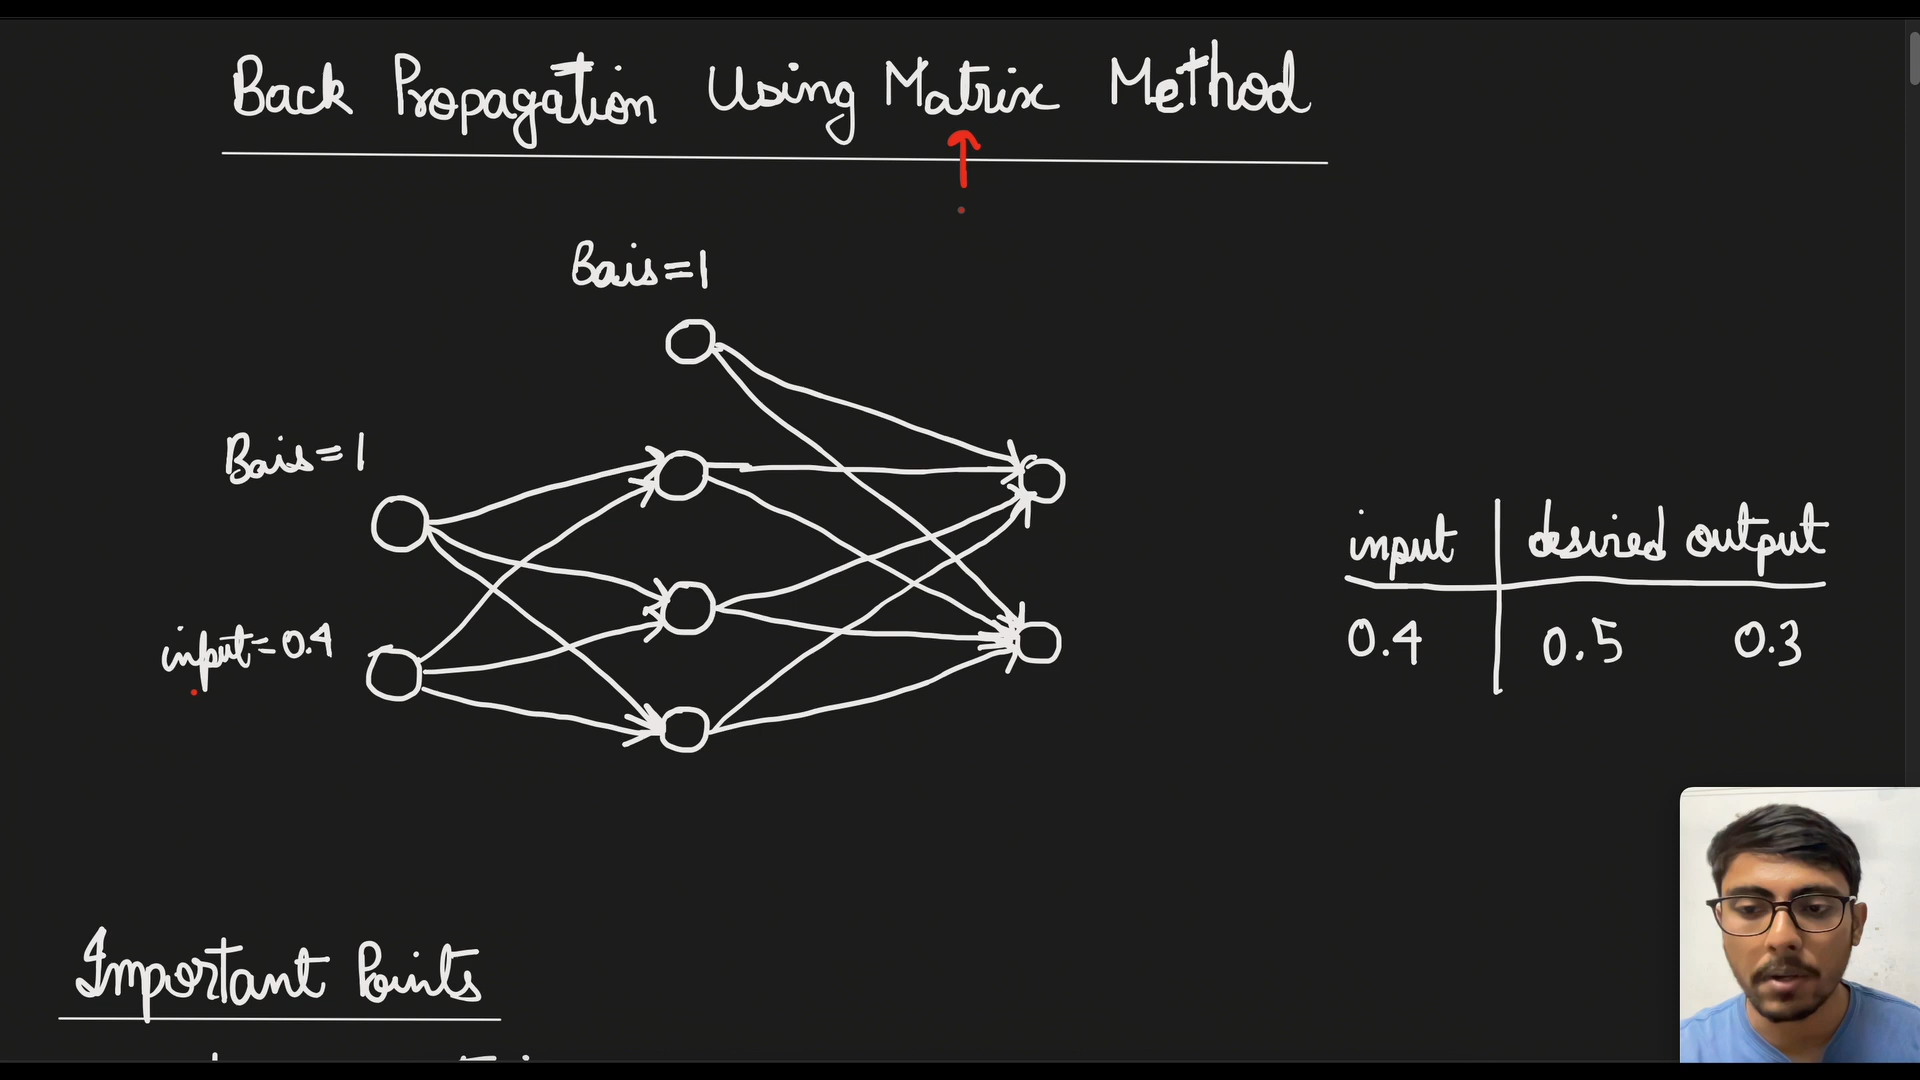 Back Propagation Using Matrix Method
Bais=1
Bais=1
input=0.4
input desired output
0.4 0.5 0.3
Important Points